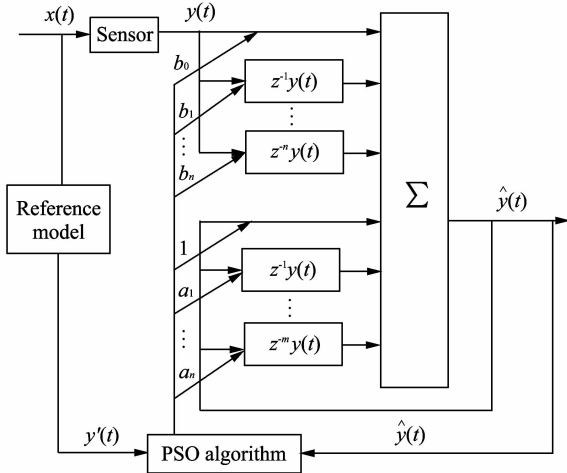 x(t)
Sensor
y(t)
b₀
z⁻¹y(t)
b₁
⋮
⋮
bₙ
z⁻ⁿy(t)
Σ
Reference
model
ŷ(t)
1
z⁻¹y(t)
a₁
⋮
⋮
z⁻ᵐy(t)
aₙ
y'(t)
PSO algorithm
ŷ(t)